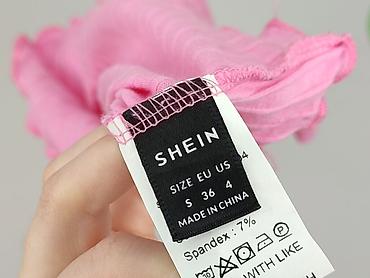 SHEIN
SIZE EU US
S 36 4
MADE IN CHINA
Spandex : 7%
WITH LIKE